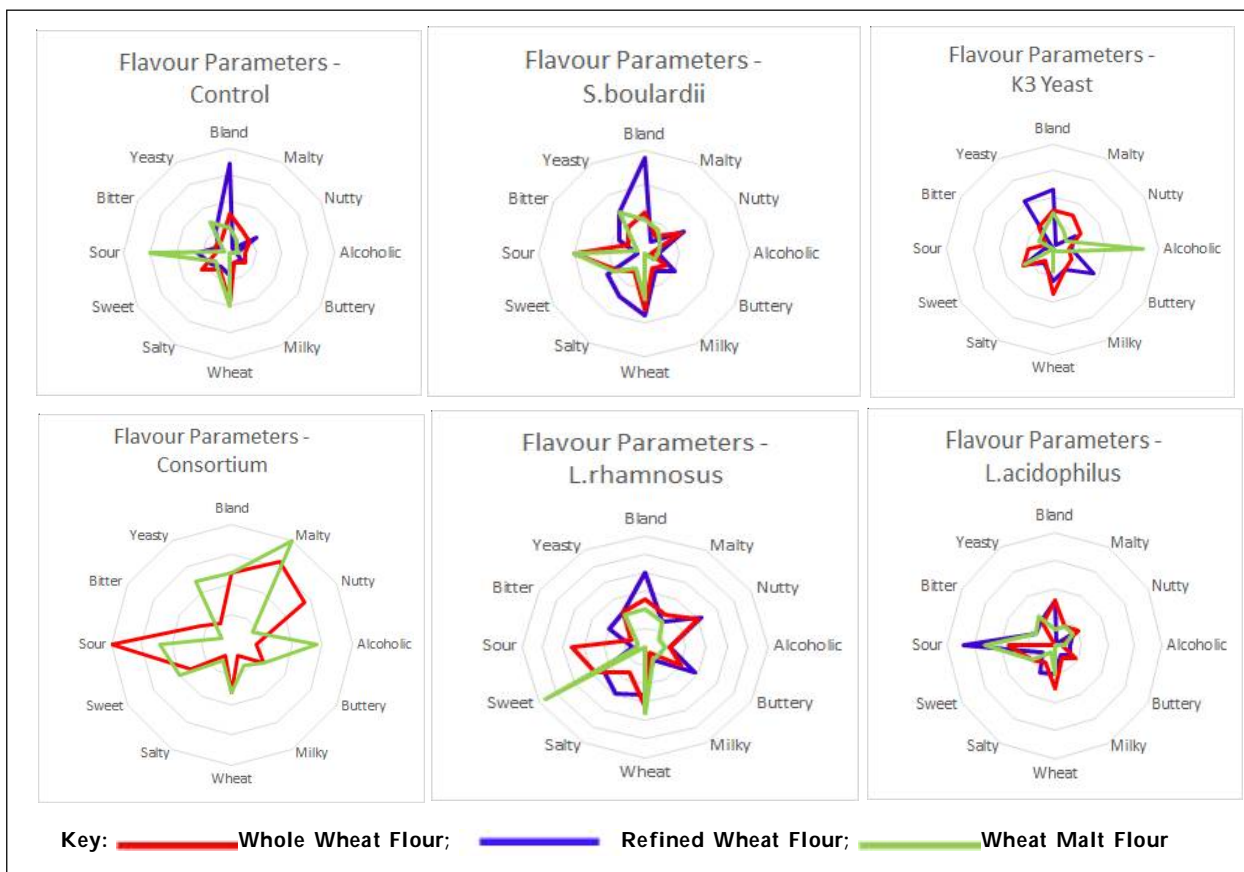 Flavour Parameters -
Control
Bland
Malty
Nutty
Alcoholic
Buttery
Milky
Wheat
Salty
Sweet
Sour
Bitter
Yeasty
Flavour Parameters -
S.boulardii
Bland
Malty
Nutty
Alcoholic
Buttery
Milky
Wheat
Salty
Sweet
Sour
Bitter
Yeasty
Flavour Parameters -
K3 Yeast
Bland
Malty
Nutty
Alcoholic
Buttery
Milky
Wheat
Salty
Sweet
Sour
Bitter
Yeasty
Flavour Parameters -
Consortium
Bland
Malty
Nutty
Alcoholic
Buttery
Milky
Wheat
Salty
Sweet
Sour
Bitter
Yeasty
Flavour Parameters -
L.rhamnosus
Bland
Malty
Nutty
Alcoholic
Buttery
Milky
Wheat
Salty
Sweet
Sour
Bitter
Yeasty
Flavour Parameters -
L.acidophilus
Bland
Malty
Nutty
Alcoholic
Buttery
Milky
Wheat
Salty
Sweet
Sour
Bitter
Yeasty
Key: Whole Wheat Flour; Refined Wheat Flour; Wheat Malt Flour